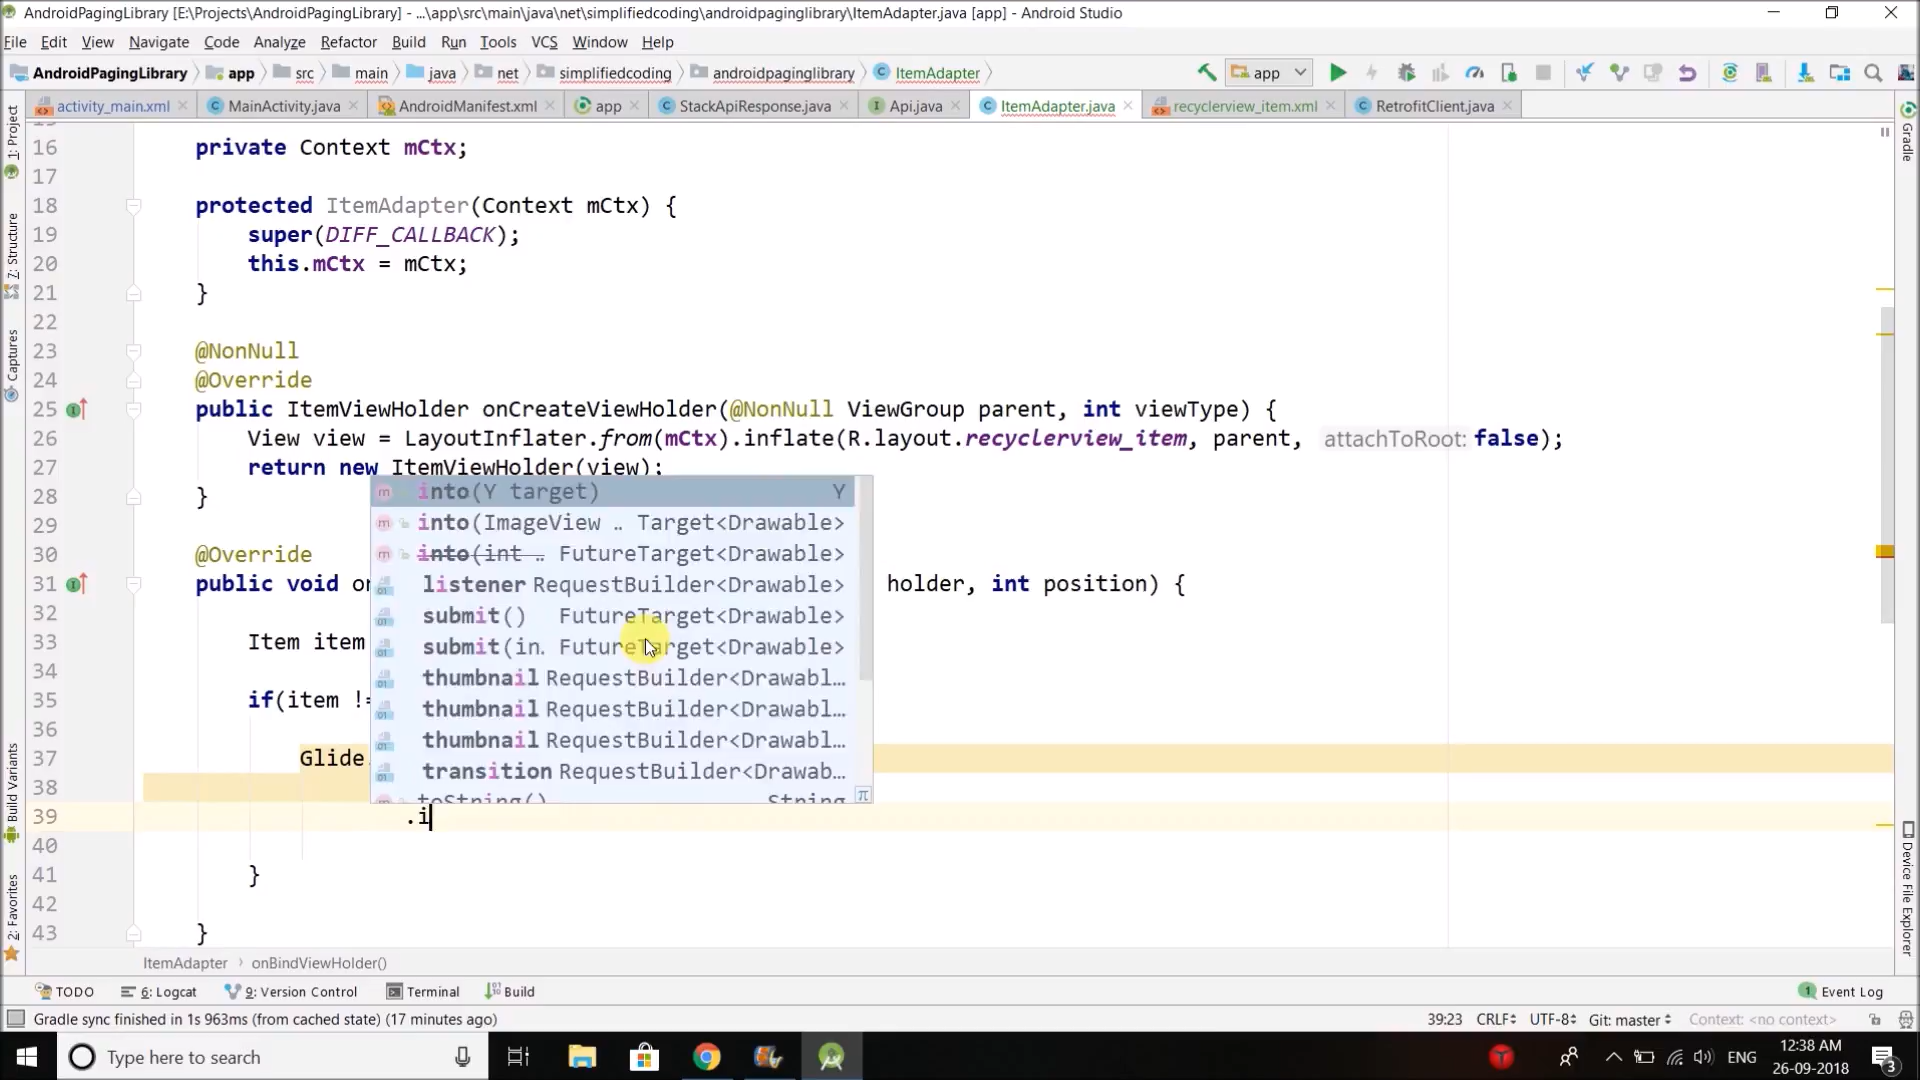 AndroidPagingLibrary [E:\Projects\AndroidPagingLibrary] - ...\app\src\main\java\net\simplifiedcoding\androidpaginglibrary\ItemAdapter.java [app] - Android Studio
File Edit View Navigate Code Analyze Refactor Build Run Tools VCS Window Help
AndroidPagingLibrary app src main java net simplifiedcoding androidpaginglibrary ItemAdapter app
activity_main.xml MainActivity.java AndroidManifest.xml app StackApiResponse.java Api.java ItemAdapter.java recyclerview_item.xml RetrofitClient.java
1: Project
7: Structure
Captures
Build Variants
2: Favorites
Gradle
Device File Explorer
16 private Context mCtx;
17
18 protected ItemAdapter(Context mCtx) {
19 super(DIFF_CALLBACK);
20 this.mCtx = mCtx;
21 }
22
23 @NonNull
24 @Override
25 public ItemViewHolder onCreateViewHolder(@NonNull ViewGroup parent, int viewType) {
26 View view = LayoutInflater.from(mCtx).inflate(R.layout.recyclerview_item, parent, attachToRoot: false);
27 return new ItemViewHolder(view);
28 }
29
30 @Override
31 public void on holder, int position) {
32
33 Item item
34
35 if(item !=
36
37 Glide.
38
39 .i
40
41 }
42
43 }
into(Y target) Y
into(ImageView .. Target<Drawable>
into(int .. FutureTarget<Drawable>
listener RequestBuilder<Drawable>
submit() FutureTarget<Drawable>
submit(in. FutureTarget<Drawable>
thumbnail RequestBuilder<Drawabl...
thumbnail RequestBuilder<Drawabl...
thumbnail RequestBuilder<Drawabl...
transition RequestBuilder<Drawab...
toString() String
π
ItemAdapter › onBindViewHolder()
TODO 6: Logcat 9: Version Control Terminal Build 1 Event Log
Gradle sync finished in 1s 963ms (from cached state) (17 minutes ago) 39:23 CRLF UTF-8 Git: master Context: <no context>
Type here to search ENG 12:38 AM
26-09-2018 3